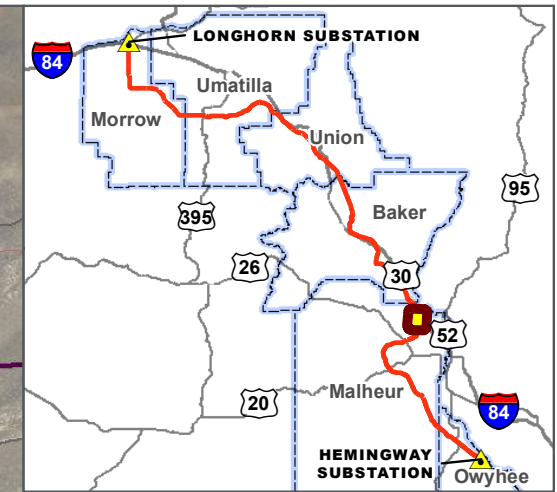 LONGHORN SUBSTATION
84
Umatilla
Morrow
Union
95
Baker
395
26
30
52
Malheur
20
84
HEMINGWAY
SUBSTATION
Owyhee